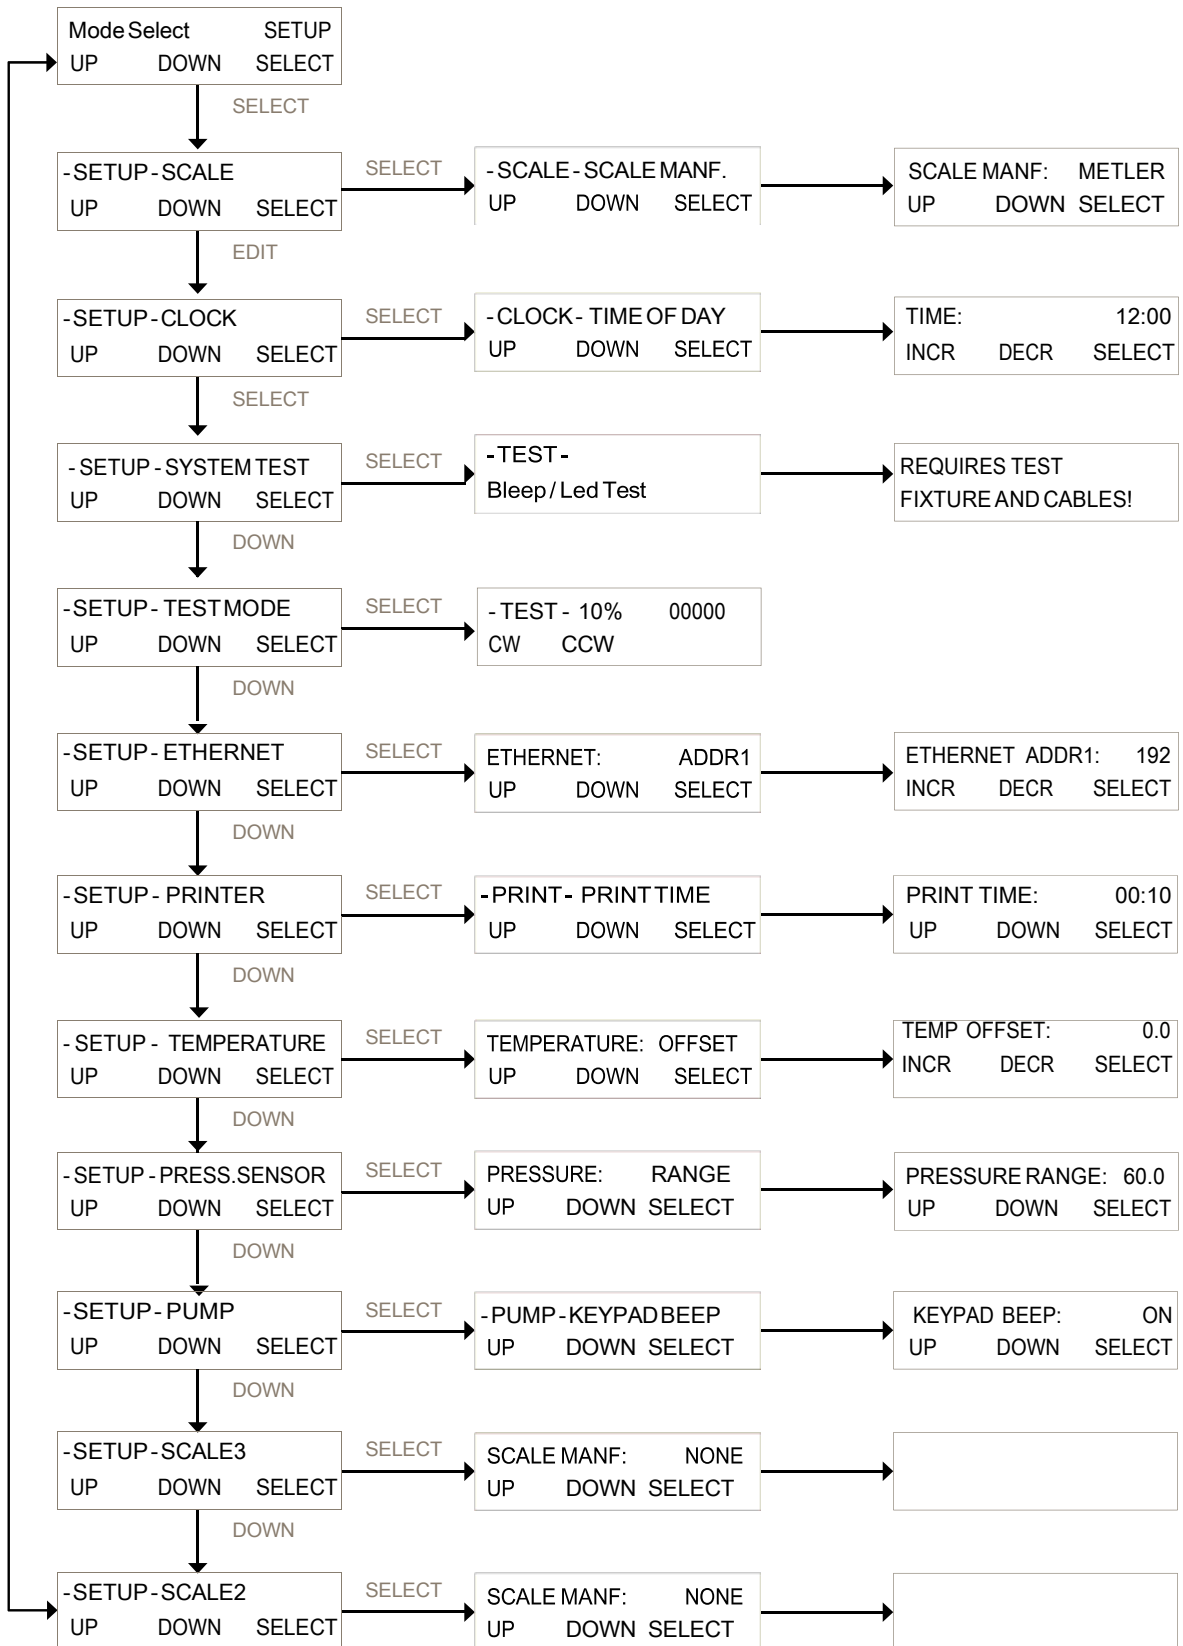 Mode Select SETUP
UP DOWN SELECT
SELECT
-SETUP-SCALE
UP DOWN SELECT
SELECT
-SCALE-SCALE MANF.
UP DOWN SELECT
SCALE MANF: METLER
UP DOWN SELECT
EDIT
-SETUP-CLOCK
UP DOWN SELECT
SELECT
-CLOCK- TIME OF DAY
UP DOWN SELECT
TIME: 12:00
INCR DECR SELECT
SELECT
-SETUP-SYSTEM TEST
UP DOWN SELECT
SELECT
-TEST-
Bleep/Led Test
REQUIRES TEST
FIXTURE AND CABLES!
DOWN
-SETUP- TEST MODE
UP DOWN SELECT
SELECT
-TEST- 10% 00000
CW CCW
DOWN
-SETUP- ETHERNET
UP DOWN SELECT
SELECT
ETHERNET: ADDR1
UP DOWN SELECT
ETHERNET ADDR1: 192
INCR DECR SELECT
DOWN
-SETUP- PRINTER
UP DOWN SELECT
SELECT
-PRINT- PRINT TIME
UP DOWN SELECT
PRINT TIME: 00:10
UP DOWN SELECT
DOWN
-SETUP- TEMPERATURE
UP DOWN SELECT
SELECT
TEMPERATURE: OFFSET
UP DOWN SELECT
TEMP OFFSET: 0.0
INCR DECR SELECT
DOWN
-SETUP-PRESS.SENSOR
UP DOWN SELECT
SELECT
PRESSURE: RANGE
UP DOWN SELECT
PRESSURE RANGE: 60.0
UP DOWN SELECT
DOWN
-SETUP-PUMP
UP DOWN SELECT
SELECT
-PUMP-KEYPAD BEEP
UP DOWN SELECT
KEYPAD BEEP: ON
UP DOWN SELECT
DOWN
-SETUP-SCALE3
UP DOWN SELECT
SELECT
SCALE MANF: NONE
UP DOWN SELECT
DOWN
-SETUP-SCALE2
UP DOWN SELECT
SELECT
SCALE MANF: NONE
UP DOWN SELECT